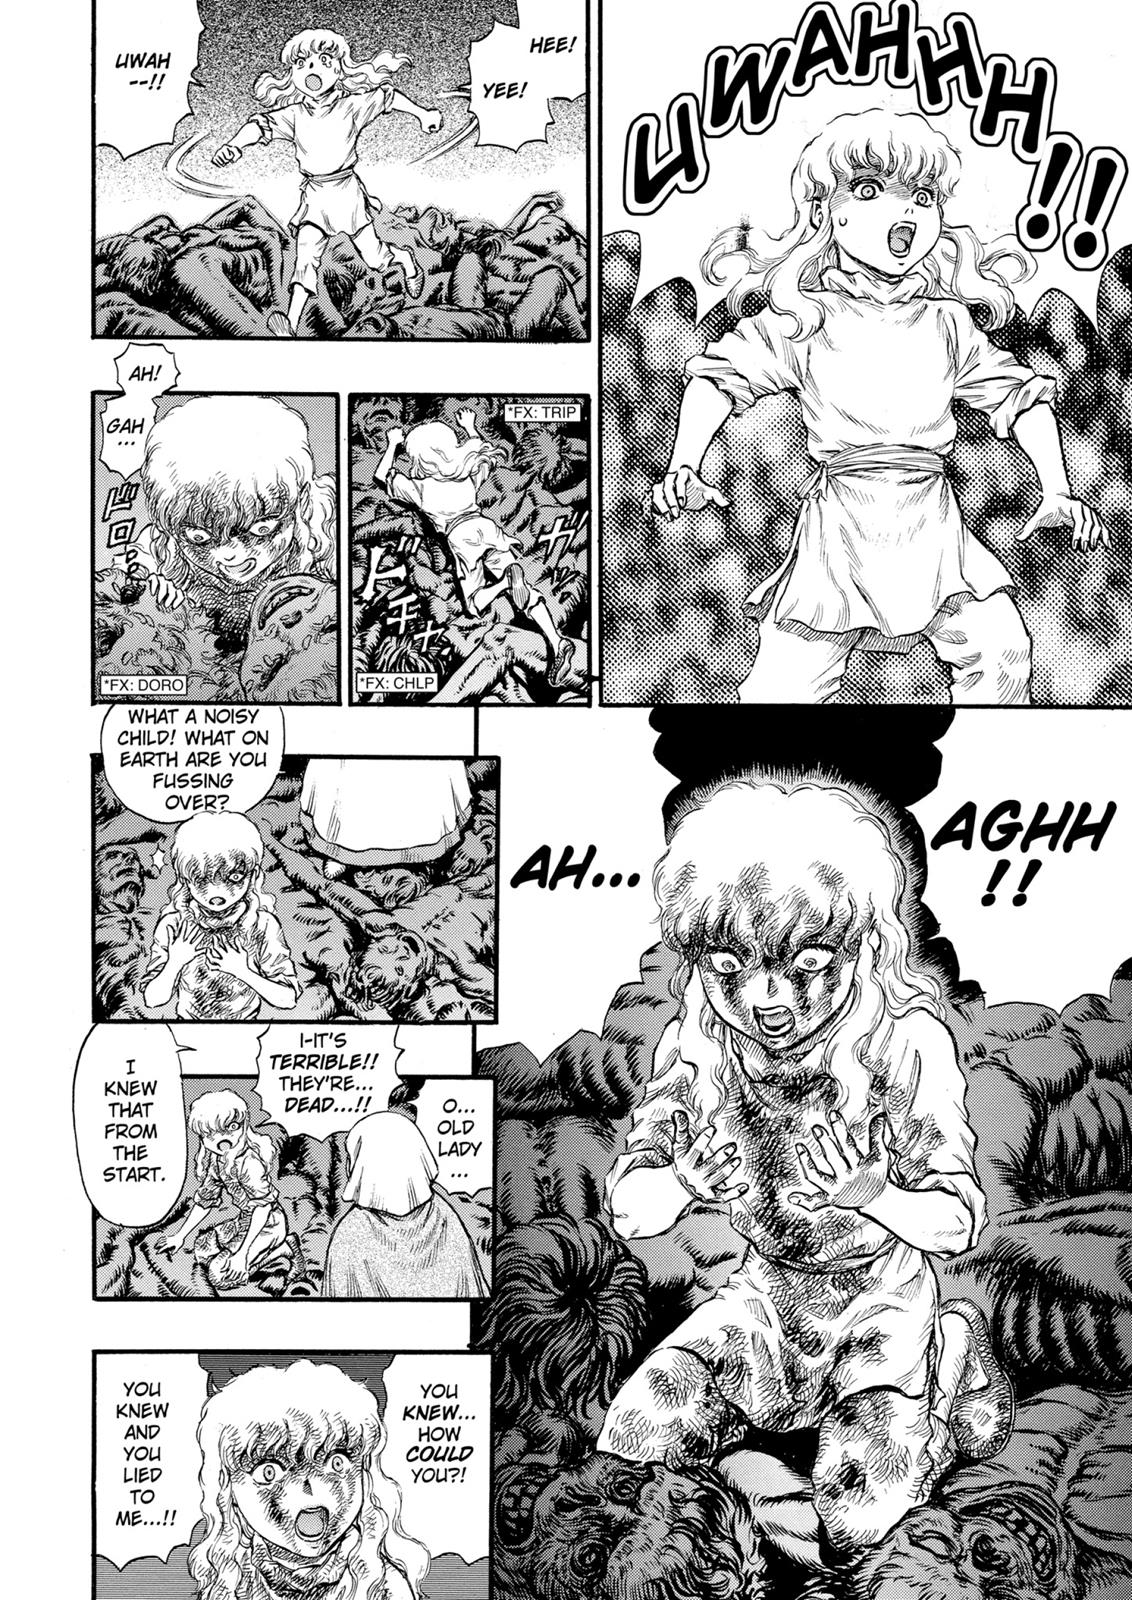 UWAHHH!!
HEE!
YEE!
UWAH
--!!
*FX: TRIP
ガッ
ドチャ
*FX: CHLP
AH!
GAH
...
ドロ
*FX: DORO
AGHH
!!
AH...
WHAT A NOISY
CHILD! WHAT ON
EARTH ARE YOU
FUSSING
OVER?
O...
OLD
LADY
...
I-IT'S
TERRIBLE!!
THEY'RE...
DEAD...!!
I
KNEW
THAT
FROM
THE
START.
YOU
KNEW...
HOW
COULD
YOU?!
YOU
KNEW
AND
YOU
LIED
TO
ME...!!